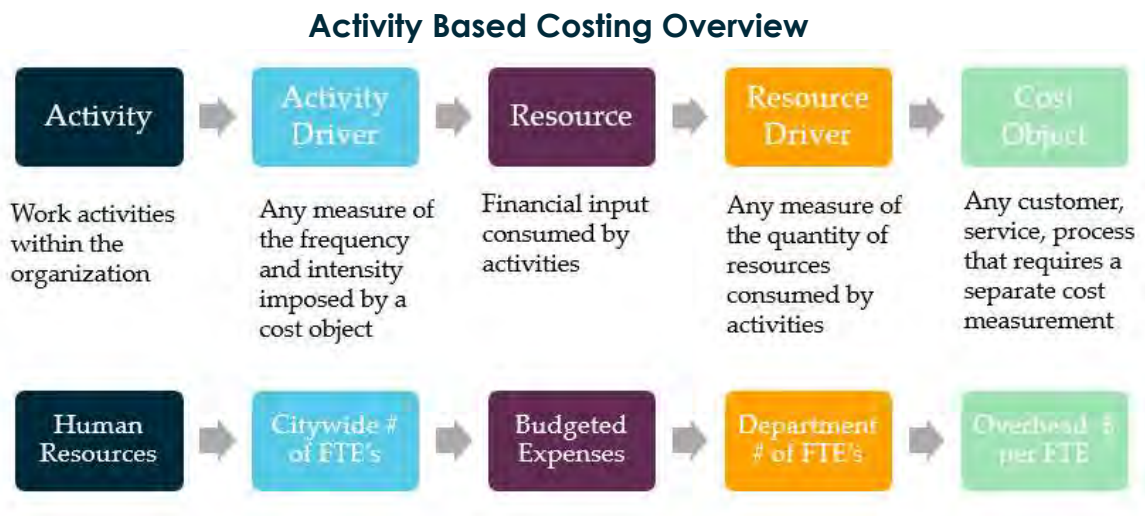 Activity Based Costing Overview
Activity
Activity
Driver
Resource
Resource
Driver
Cost
Object
Work activities
within the
organization
Any measure of
the frequency
and intensity
imposed by a
cost object
Financial input
consumed by
activities
Any measure of
the quantity of
resources
consumed by
activities
Any customer,
service, process
that requires a
separate cost
measurement
Human
Resources
Citywide #
of FTE's
Budgeted
Expenses
Department
# of FTE's
Overhead $
per FTE